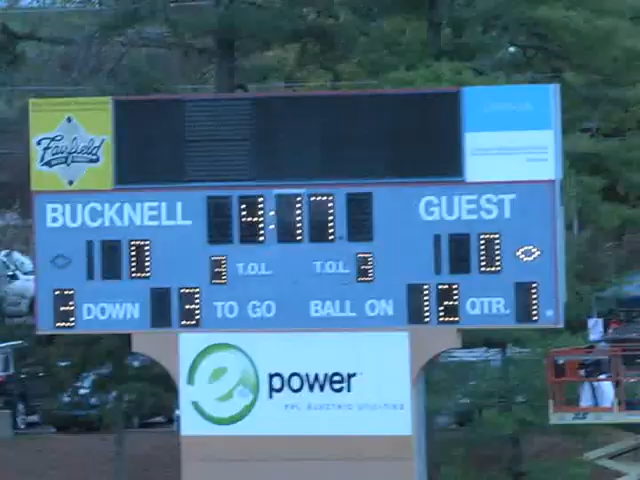 Fairfield
BUCKNELL 4:17 GUEST
0 3 T.O.L. T.O.L. 3 0
3 DOWN 3 TO GO BALL ON 12 QTR. 1
e power
PPL ELECTRIC UTILITIES